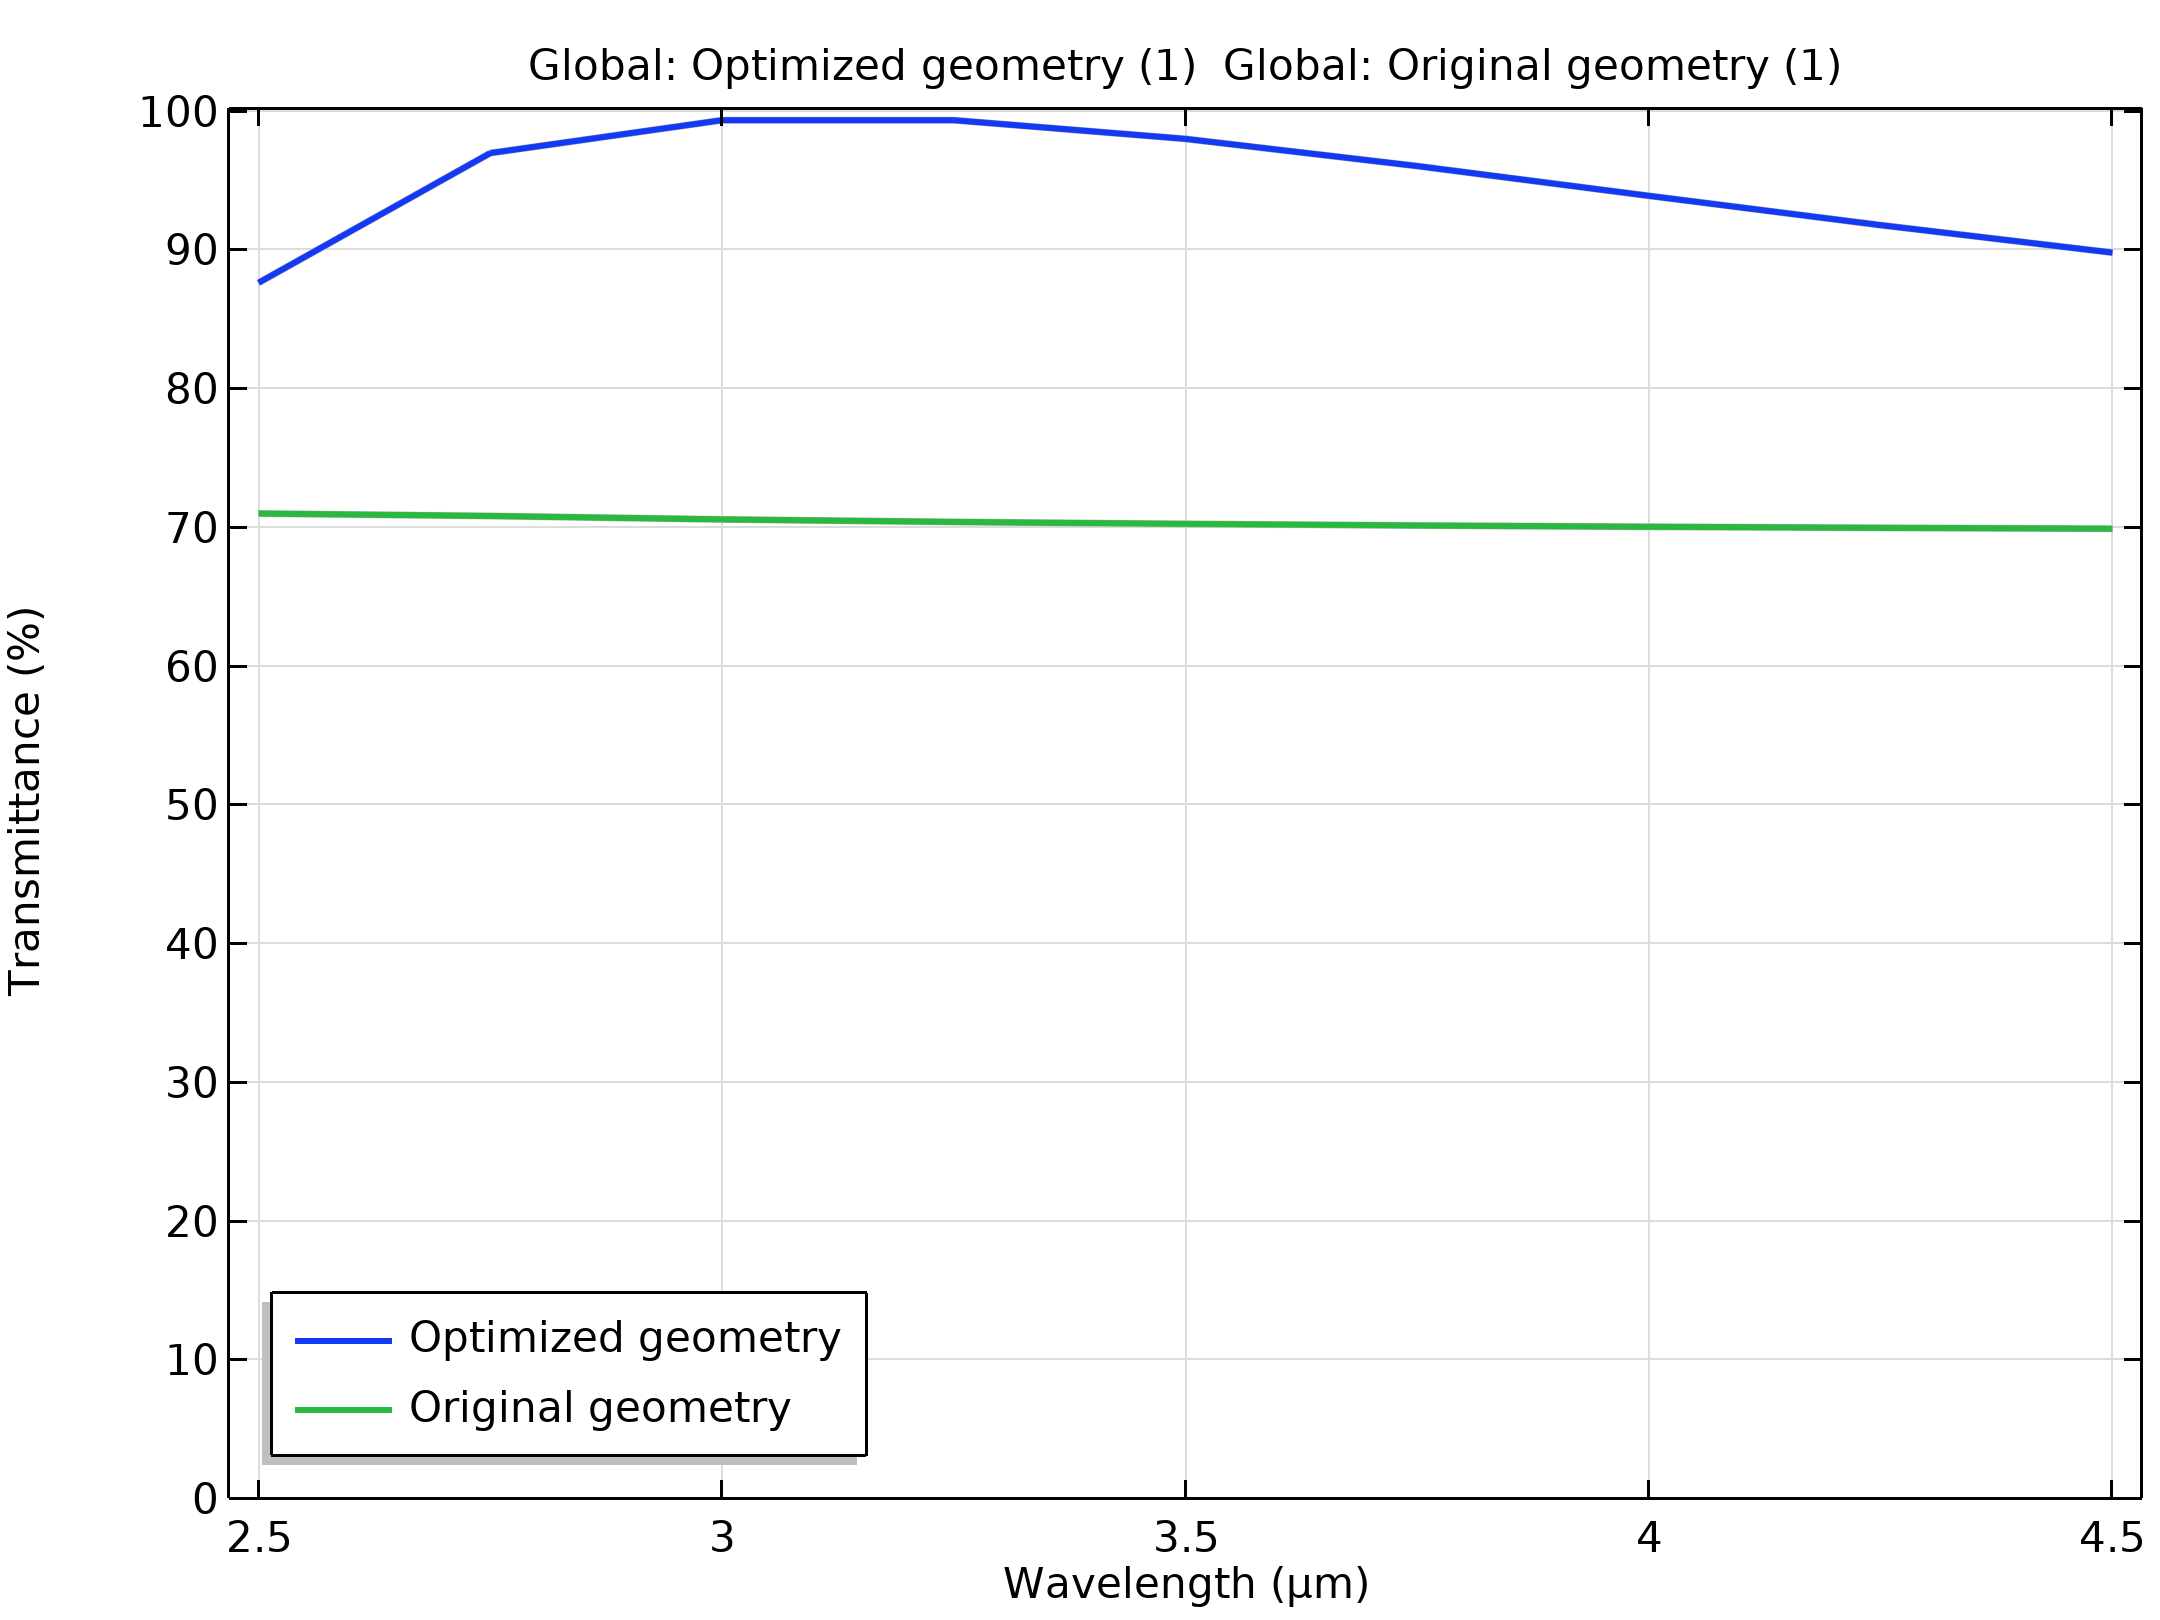 Global: Optimized geometry (1)  Global: Original geometry (1)
Transmittance (%)
100
90
80
70
60
50
40
30
20
10
0
Optimized geometry
Original geometry
2.5 3 3.5 4 4.5
Wavelength (µm)